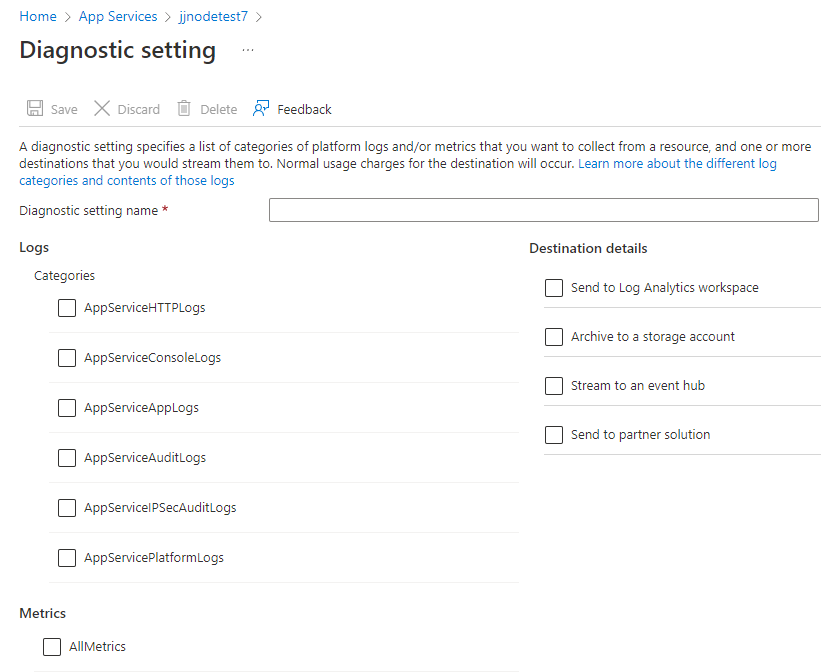 Home > App Services > jjnodetest7 >
Diagnostic setting ...
Save Discard Delete Feedback
A diagnostic setting specifies a list of categories of platform logs and/or metrics that you want to collect from a resource, and one or more
destinations that you would stream them to. Normal usage charges for the destination will occur. Learn more about the different log
categories and contents of those logs
Diagnostic setting name *
Logs
Categories
AppServiceHTTPLogs
AppServiceConsoleLogs
AppServiceAppLogs
AppServiceAuditLogs
AppServiceIPSecAuditLogs
AppServicePlatformLogs
Metrics
AllMetrics
Destination details
Send to Log Analytics workspace
Archive to a storage account
Stream to an event hub
Send to partner solution